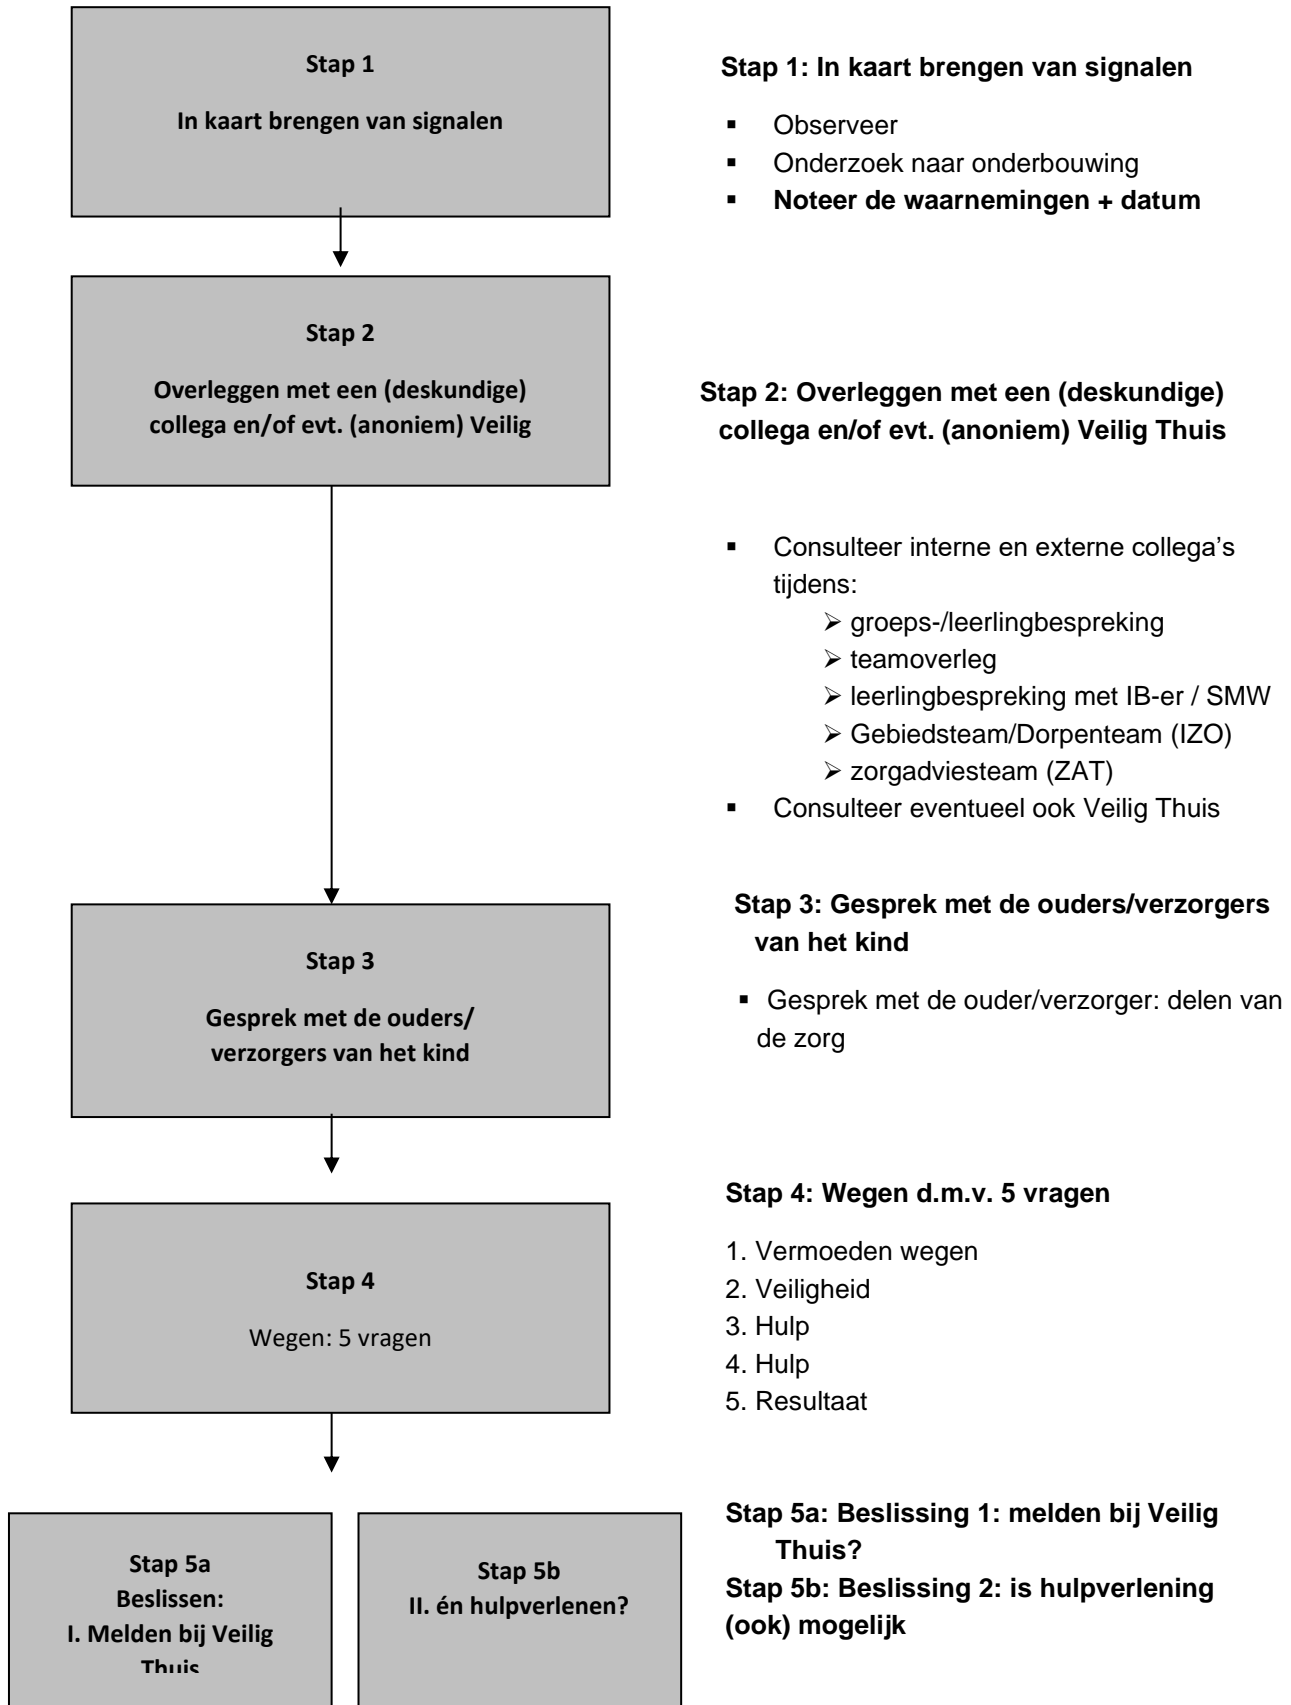 Stap 1
In kaart brengen van signalen
Stap 1: In kaart brengen van signalen
▪ Observeer
▪ Onderzoek naar onderbouwing
▪ Noteer de waarnemingen + datum
Stap 2
Overleggen met een (deskundige)
collega en/of evt. (anoniem) Veilig
Stap 2: Overleggen met een (deskundige)
collega en/of evt. (anoniem) Veilig Thuis
▪ Consulteer interne en externe collega’s
tijdens:
➢ groeps-/leerlingbespreking
➢ teamoverleg
➢ leerlingbespreking met IB-er / SMW
➢ Gebiedsteam/Dorpenteam (IZO)
➢ zorgadviesteam (ZAT)
▪ Consulteer eventueel ook Veilig Thuis
Stap 3
Gesprek met de ouders/
verzorgers van het kind
Stap 3: Gesprek met de ouders/verzorgers
van het kind
▪ Gesprek met de ouder/verzorger: delen van
de zorg
Stap 4
Wegen: 5 vragen
Stap 4: Wegen d.m.v. 5 vragen
1. Vermoeden wegen
2. Veiligheid
3. Hulp
4. Hulp
5. Resultaat
Stap 5a
Beslissen:
I. Melden bij Veilig
Thuis
Stap 5b
II. én hulpverlenen?
Stap 5a: Beslissing 1: melden bij Veilig
Thuis?
Stap 5b: Beslissing 2: is hulpverlening
(ook) mogelijk